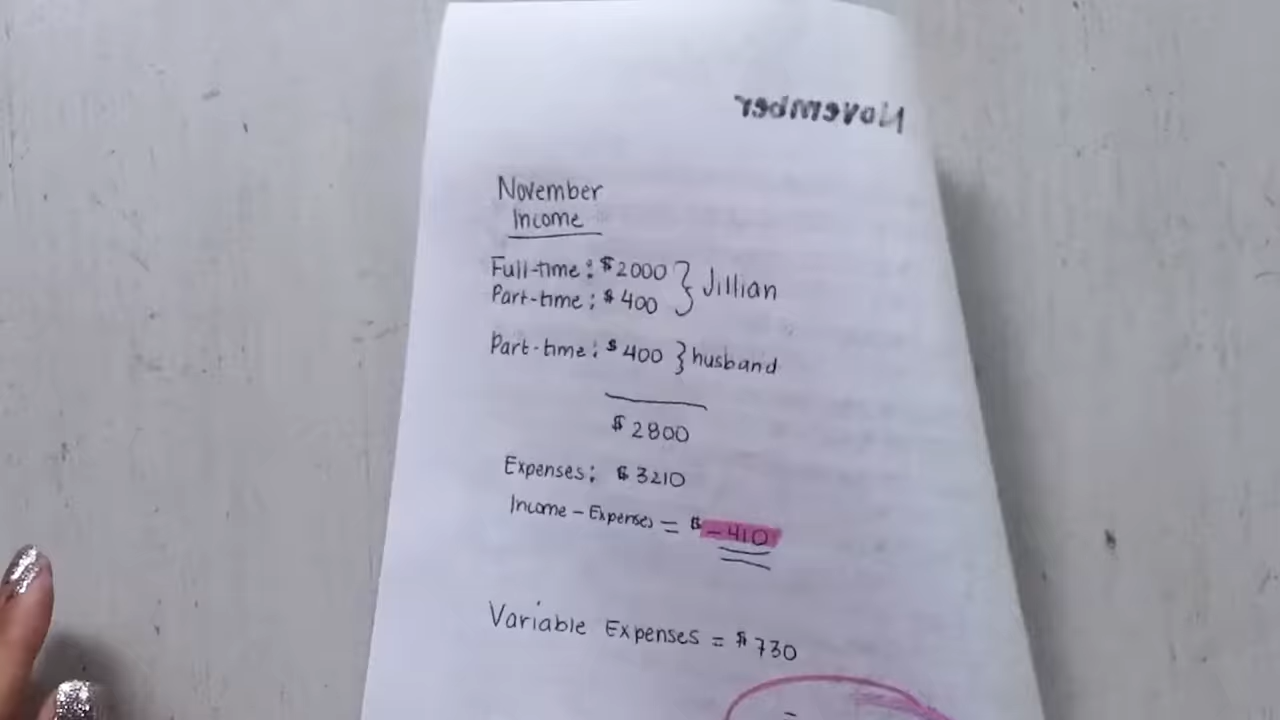 November
November
Income
Full-time: $2000 } Jillian
Part-time: $400
Part-time: $400 } husband
$2800
Expenses: $3210
Income - Expenses = $ -410
Variable Expenses = $730